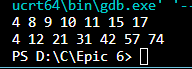 ucrt64\bin\gdb.exe' '--
4 8 9 10 11 15 17
4 12 21 31 42 57 74
PS D:\C\Epic 6>